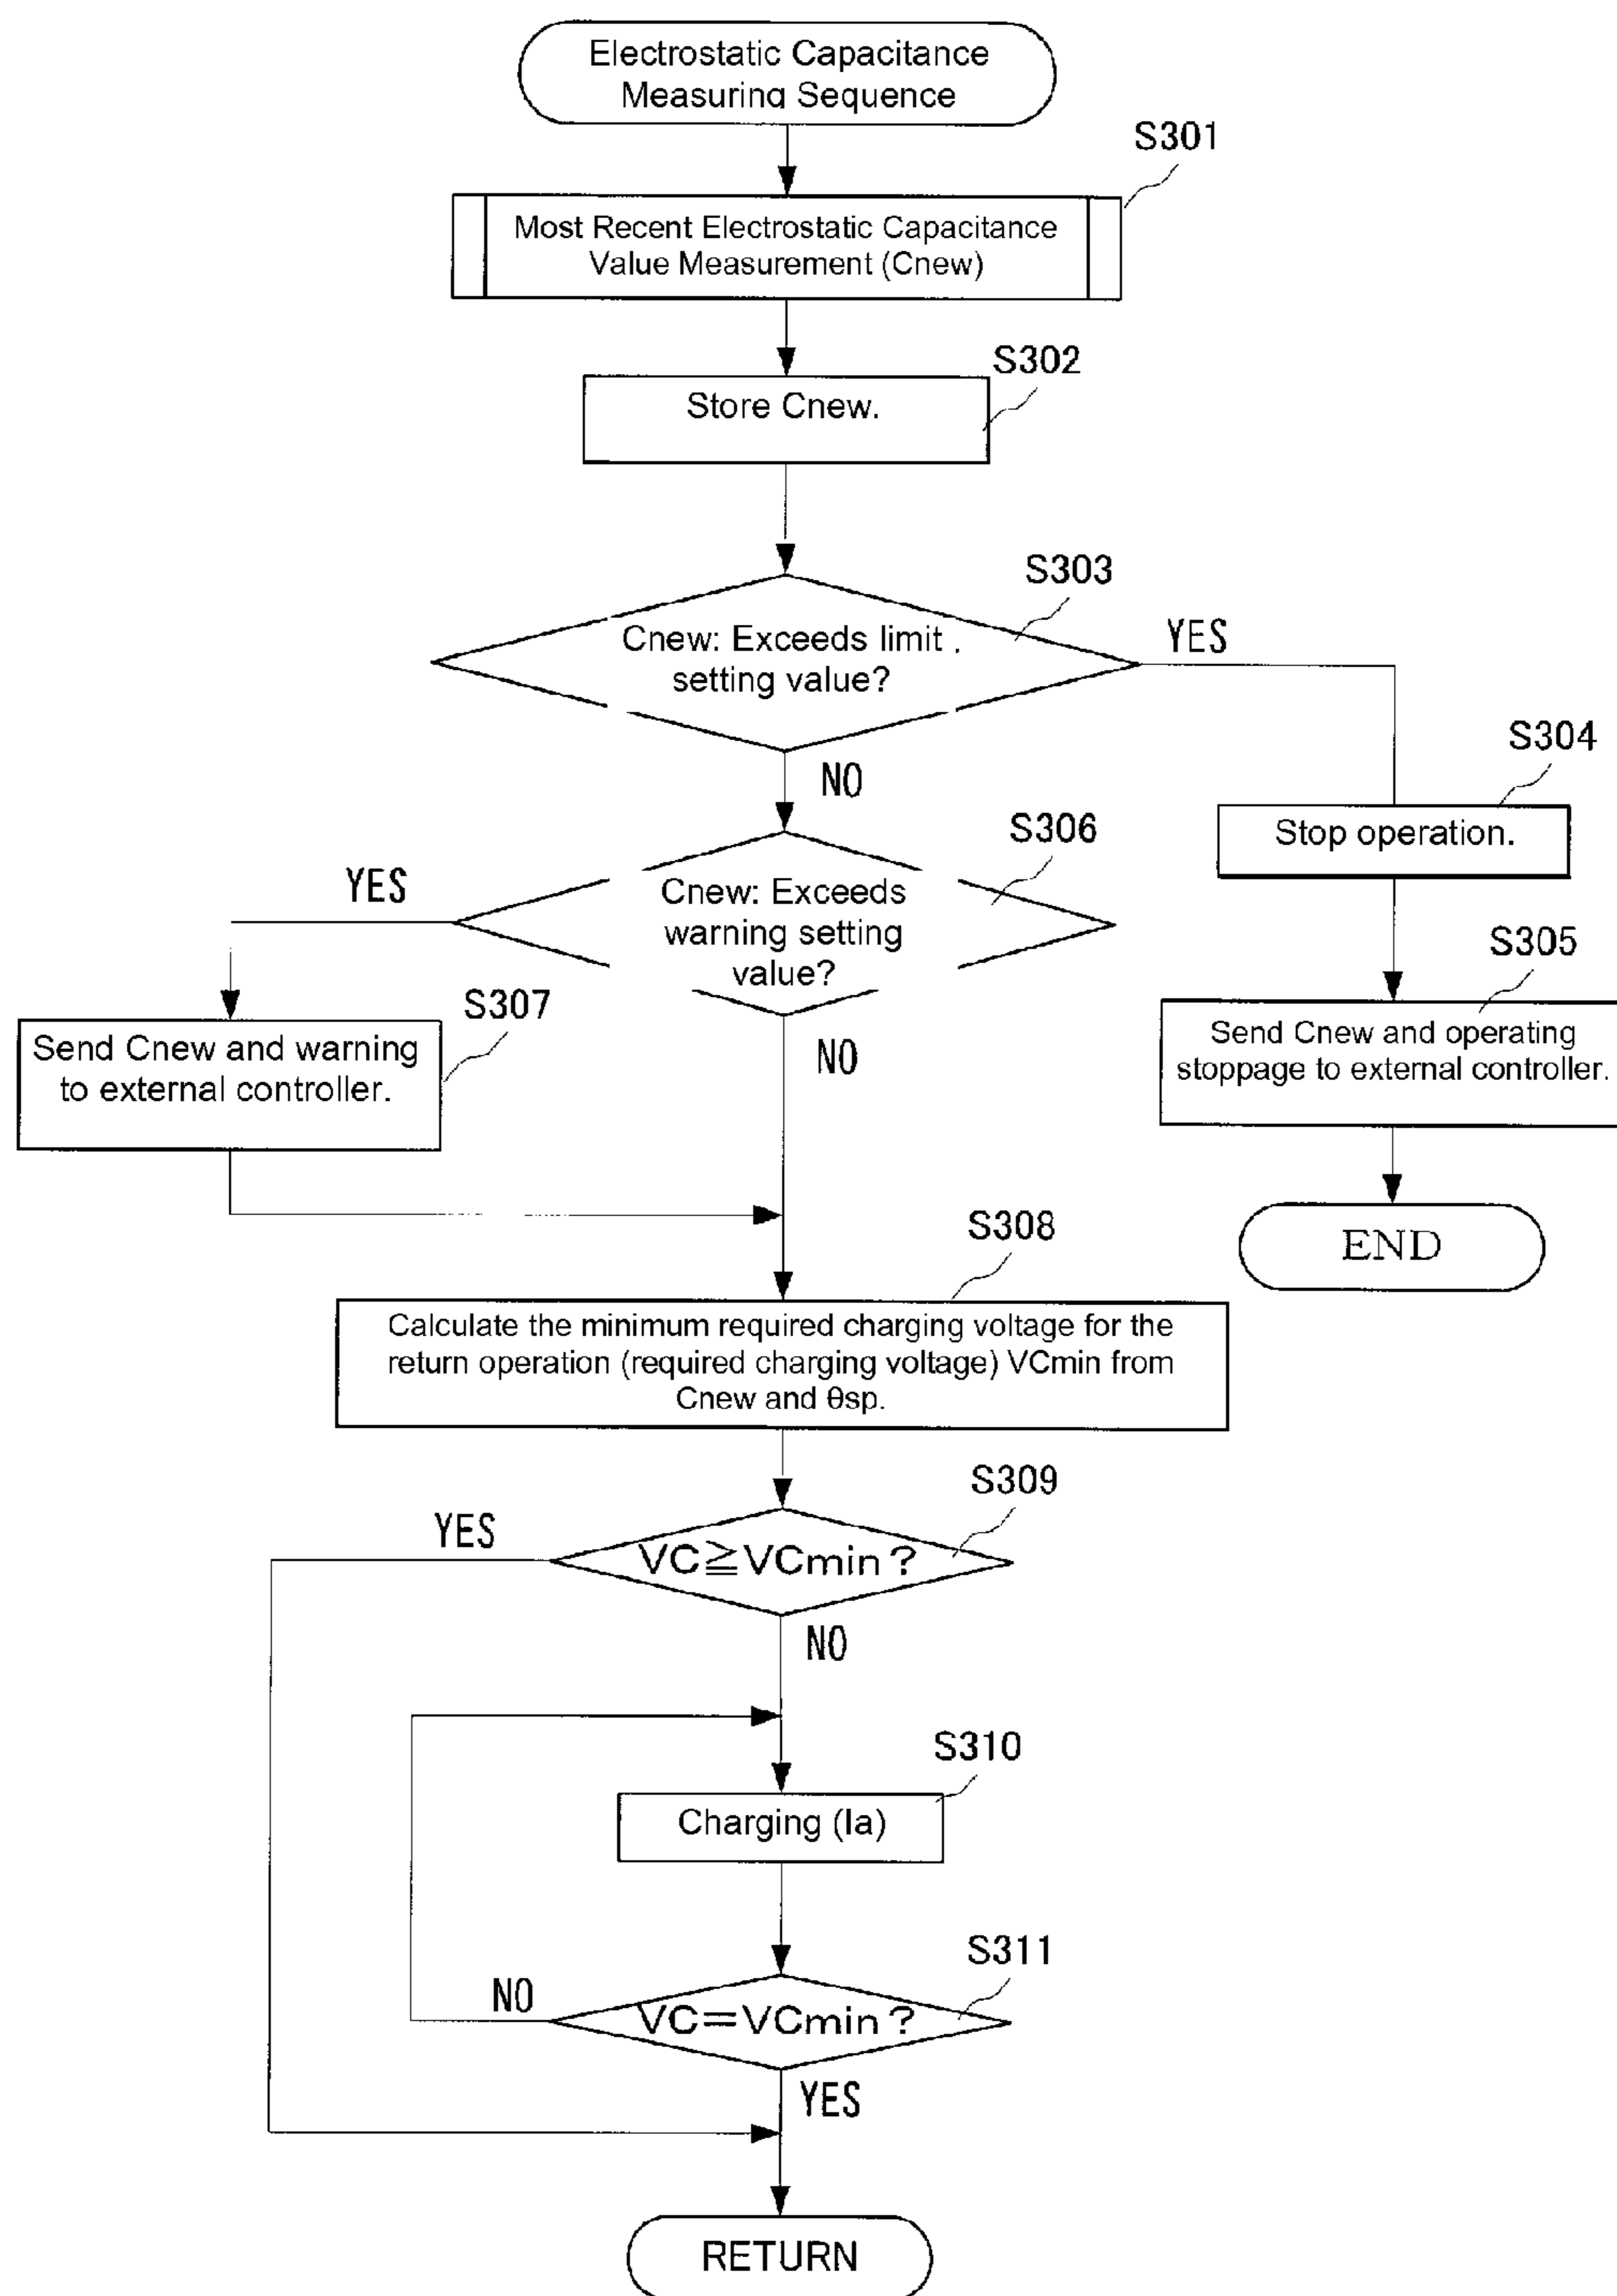 Electrostatic Capacitance
Measuring Sequence
S301
Most Recent Electrostatic Capacitance
Value Measurement (Cnew)
S302
Store Cnew.
S303
Cnew: Exceeds limit .
setting value?
YES
NO
S304
Stop operation.
S305
Send Cnew and operating
stoppage to external controller.
END
S306
Cnew: Exceeds
warning setting
value?
YES
NO
S307
Send Cnew and warning
to external controller.
S308
Calculate the minimum required charging voltage for the
return operation (required charging voltage) VCmin from
Cnew and θsp.
S309
VC≧VCmin?
YES
NO
S310
Charging (Ia)
S311
VC=VCmin?
NO
YES
RETURN